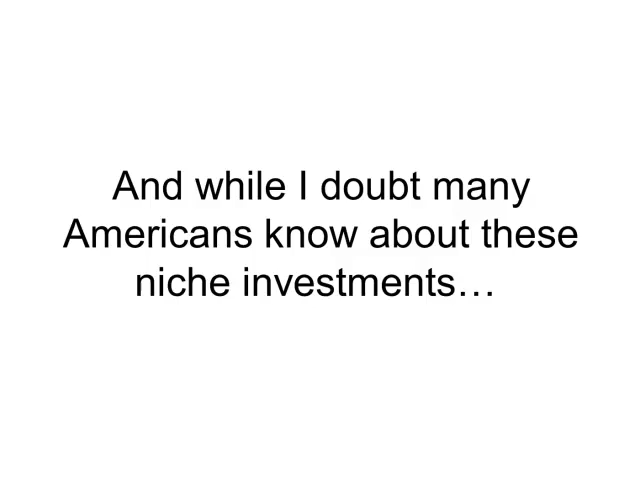 And while I doubt many
Americans know about these
niche investments…